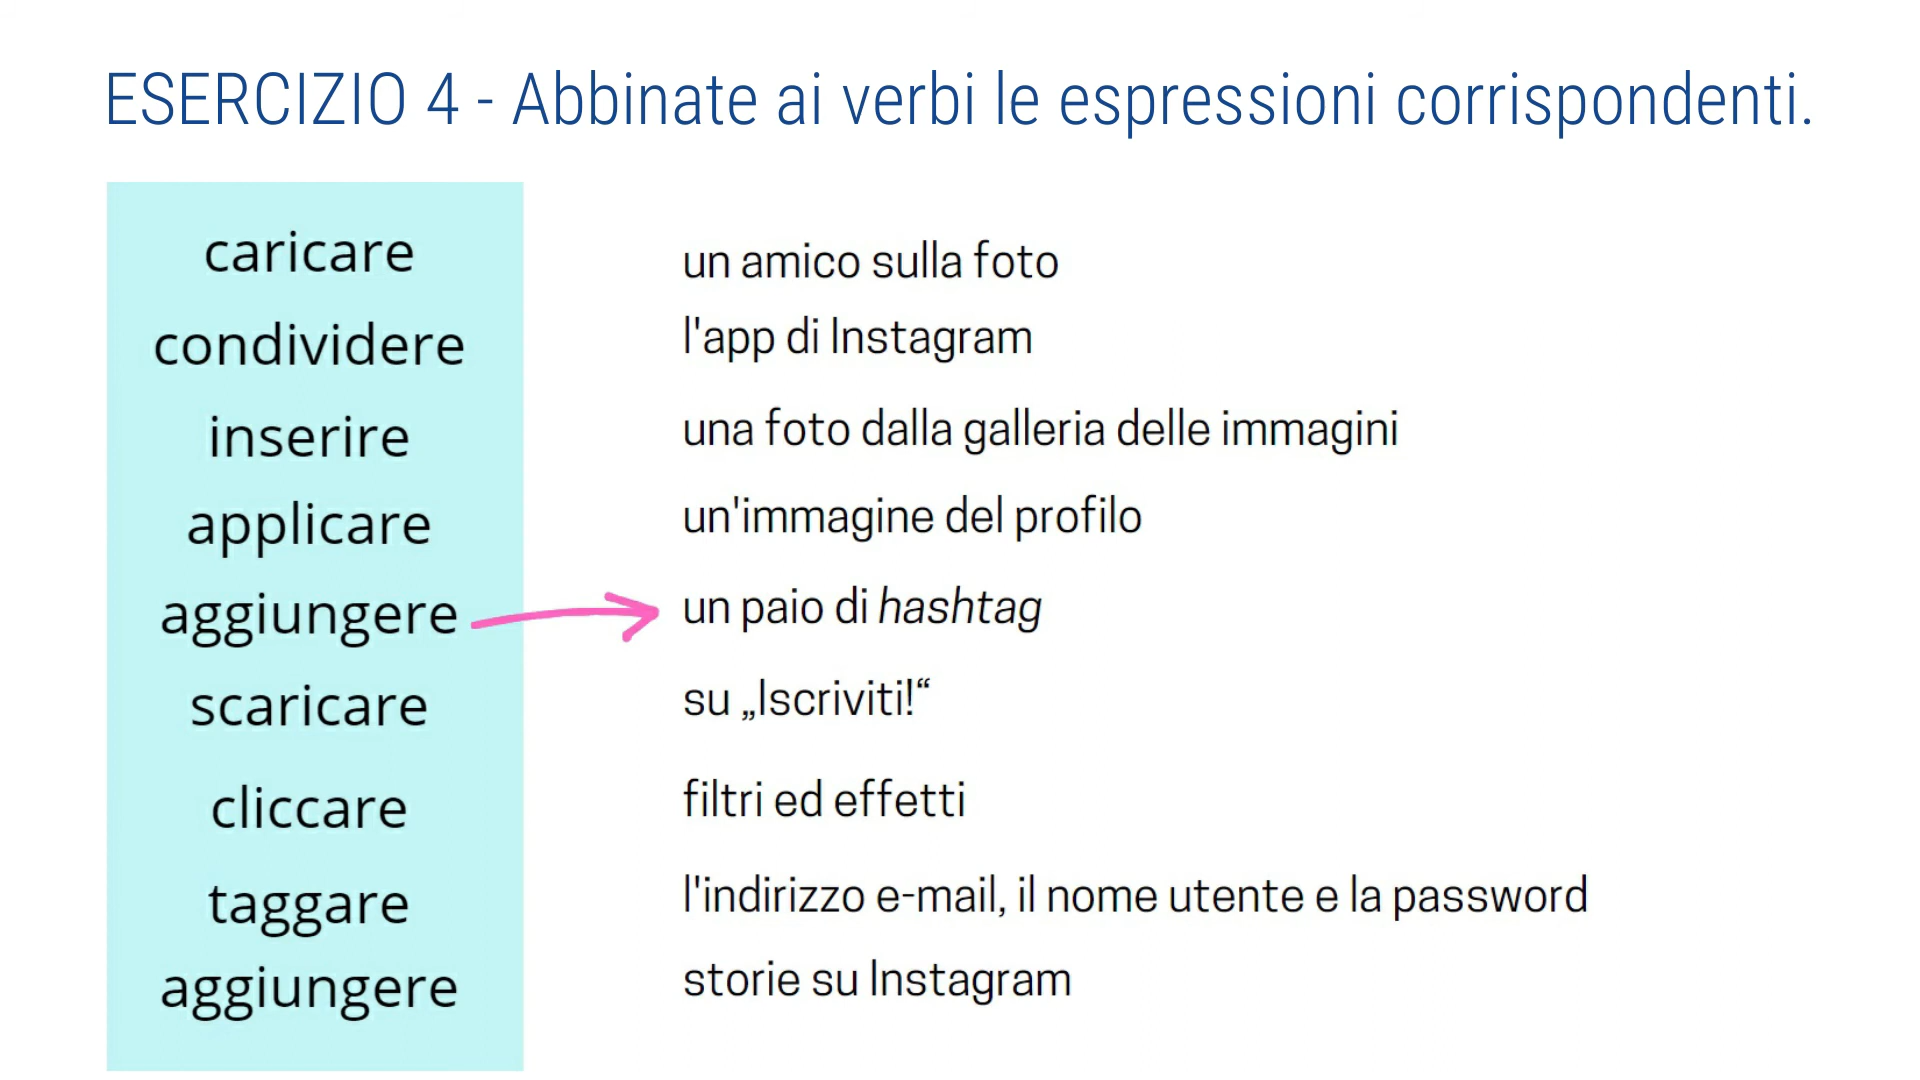 ESERCIZIO 4 - Abbinate ai verbi le espressioni corrispondenti.
caricare
condividere
inserire
applicare
aggiungere
scaricare
cliccare
taggare
aggiungere
un amico sulla foto
l'app di Instagram
una foto dalla galleria delle immagini
un'immagine del profilo
un paio di hashtag
su „Iscriviti!“
filtri ed effetti
l'indirizzo e-mail, il nome utente e la password
storie su Instagram